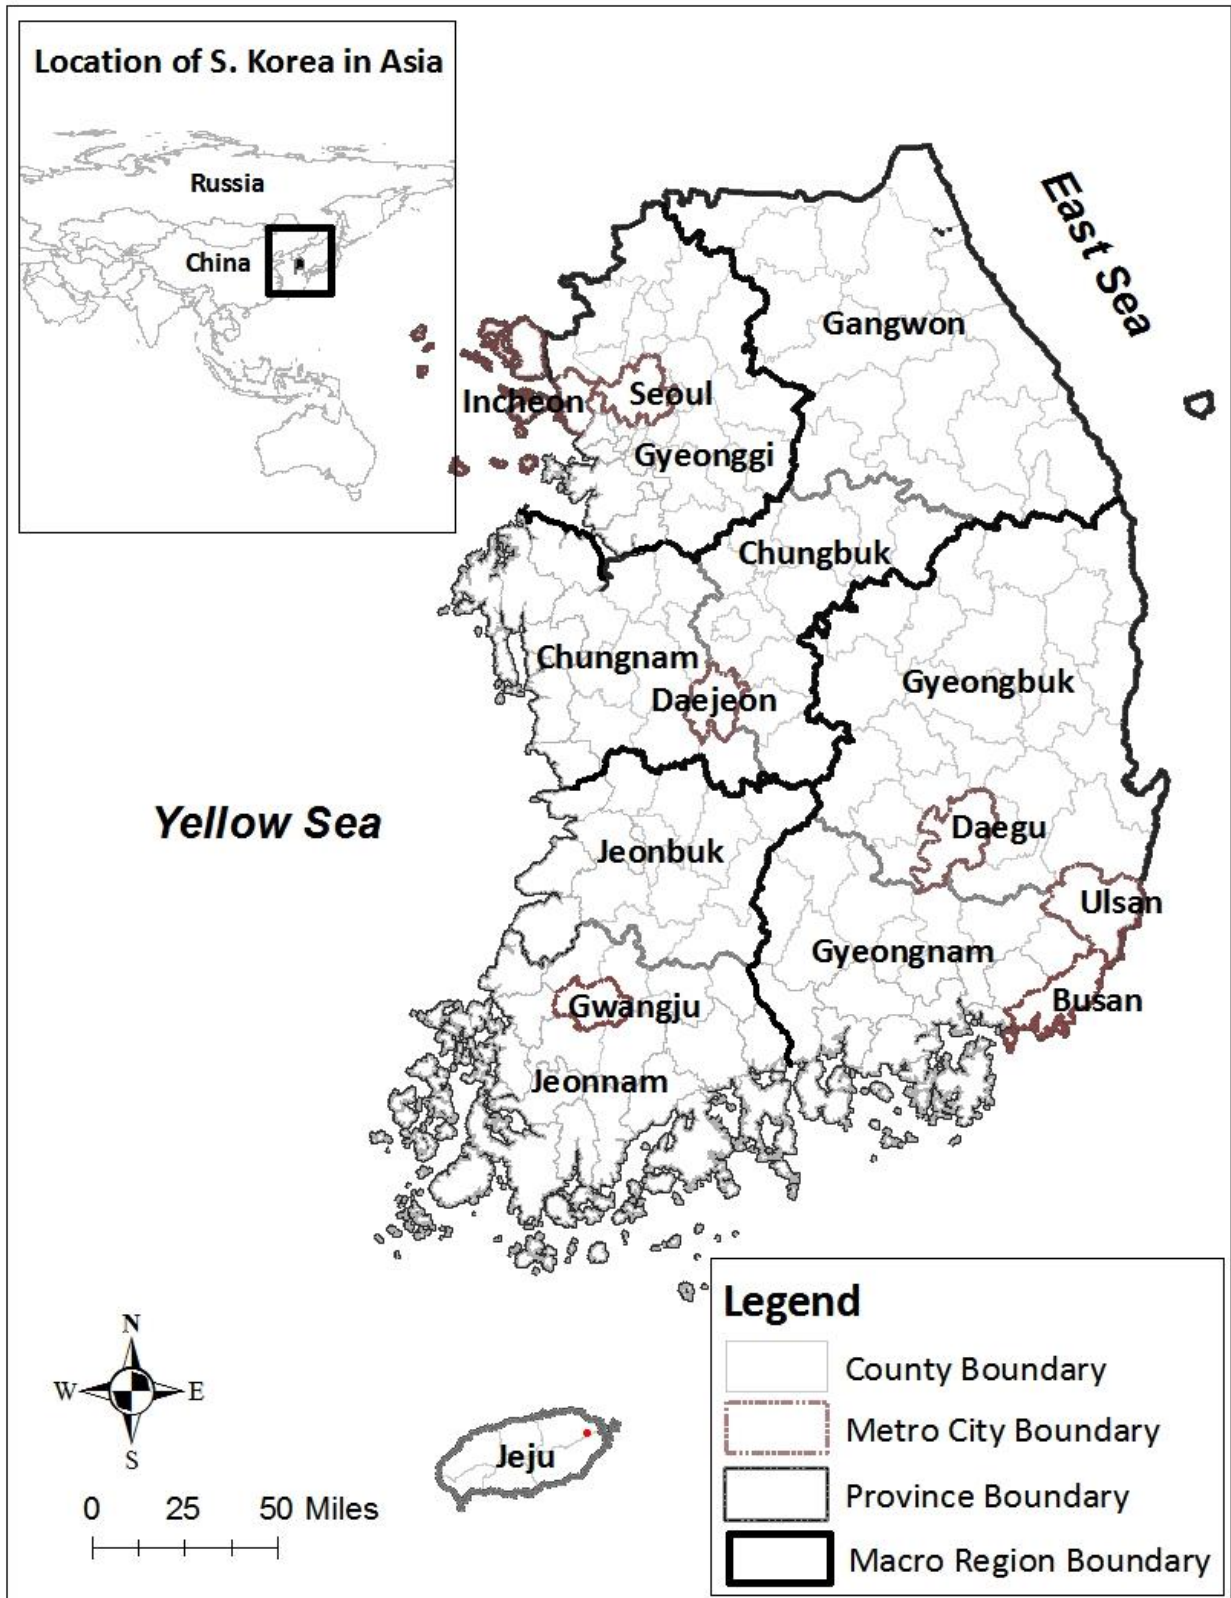 Location of S. Korea in Asia
Russia
China
East Sea
Gangwon
Incheon
Seoul
Gyeonggi
Chungbuk
Chungnam
Daejeon
Gyeongbuk
Yellow Sea
Daegu
Jeonbuk
Ulsan
Gyeongnam
Busan
Gwangju
Jeonnam
Legend
County Boundary
Metro City Boundary
Province Boundary
Macro Region Boundary
N
W E
S
Jeju
0 25 50 Miles